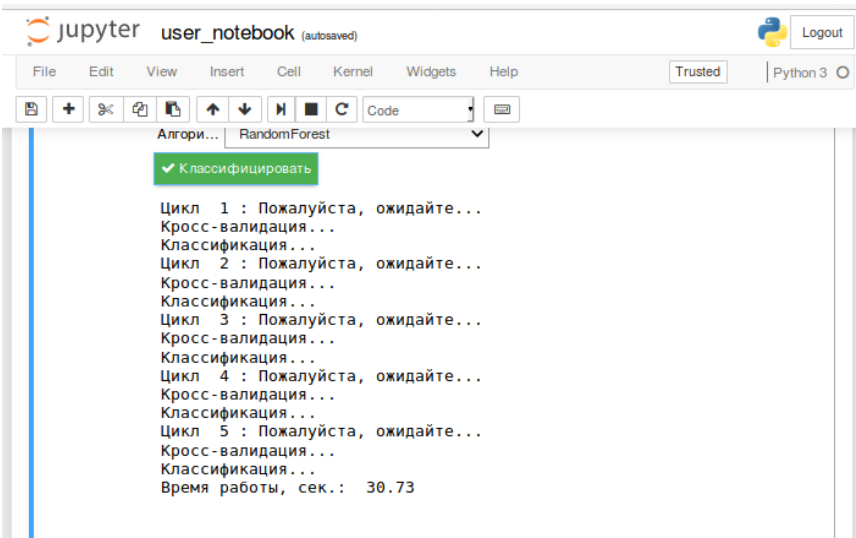 jupyter user_notebook (autosaved) Logout
File Edit View Insert Cell Kernel Widgets Help Trusted Python 3
Code
Алгори... RandomForest
Классифицировать
Цикл  1 : Пожалуйста, ожидайте...
Кросс-валидация...
Классификация...
Цикл  2 : Пожалуйста, ожидайте...
Кросс-валидация...
Классификация...
Цикл  3 : Пожалуйста, ожидайте...
Кросс-валидация...
Классификация...
Цикл  4 : Пожалуйста, ожидайте...
Кросс-валидация...
Классификация...
Цикл  5 : Пожалуйста, ожидайте...
Кросс-валидация...
Классификация...
Время работы, сек.:  30.73